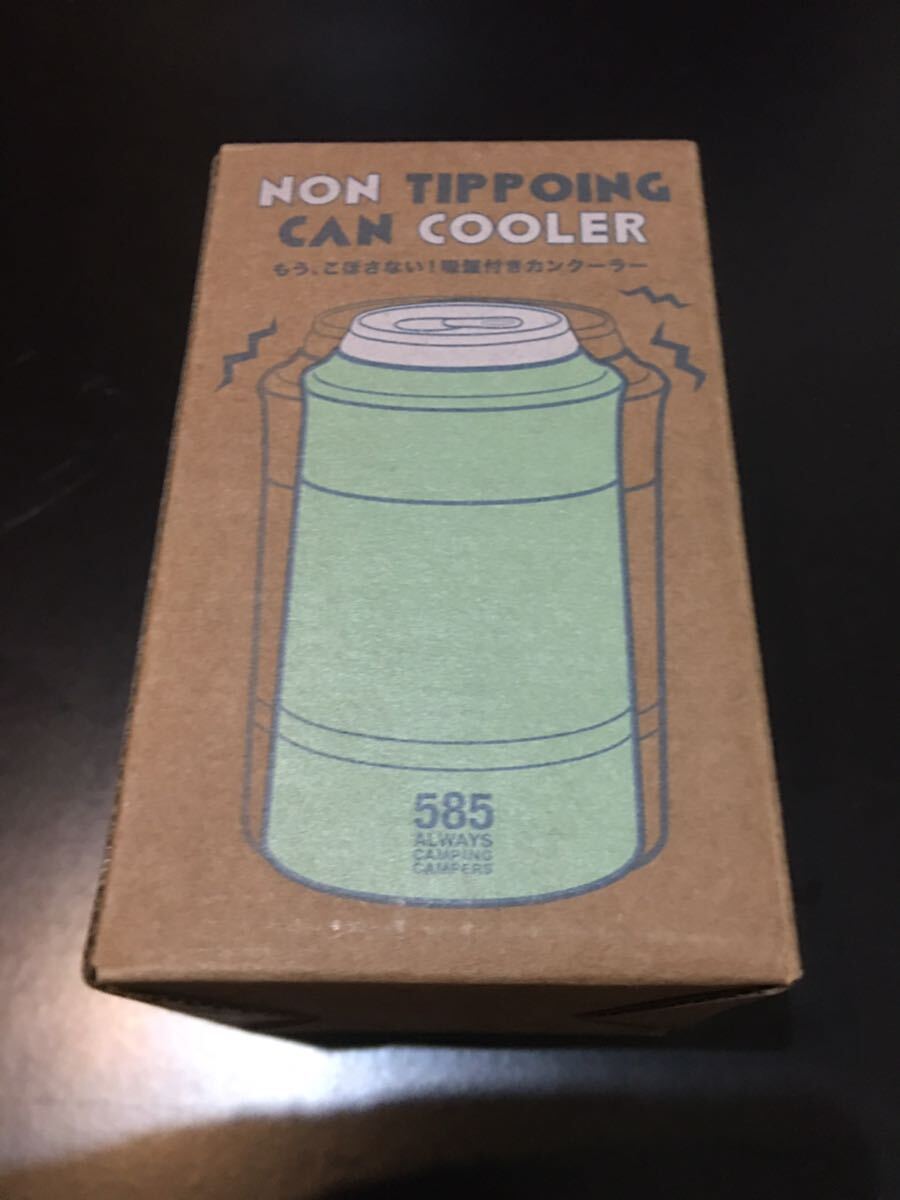 NON TIPPOING
CAN COOLER
もう、こぼさない!吸盤付きカンクーラー
585
ALWAYS
CAMPING
CAMPERS